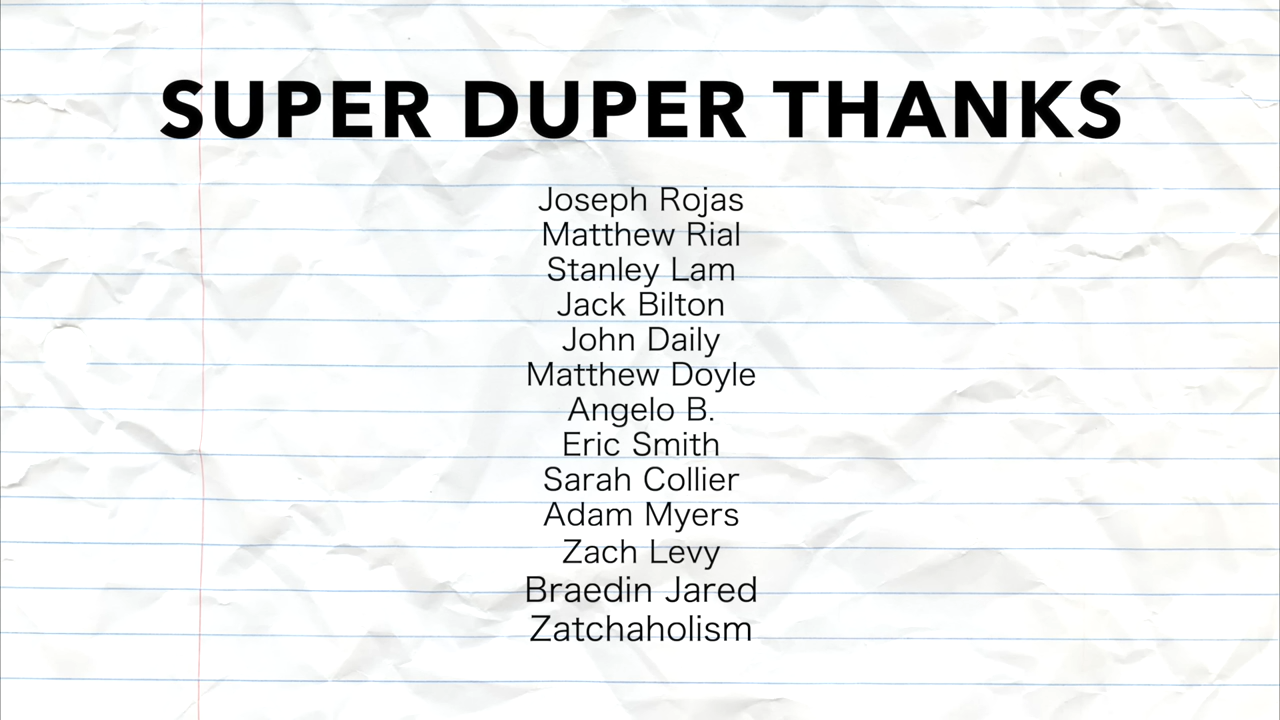 SUPER DUPER THANKS
Joseph Rojas
Matthew Rial
Stanley Lam
Jack Bilton
John Daily
Matthew Doyle
Angelo B.
Eric Smith
Sarah Collier
Adam Myers
Zach Levy
Braedin Jared
Zatchaholism